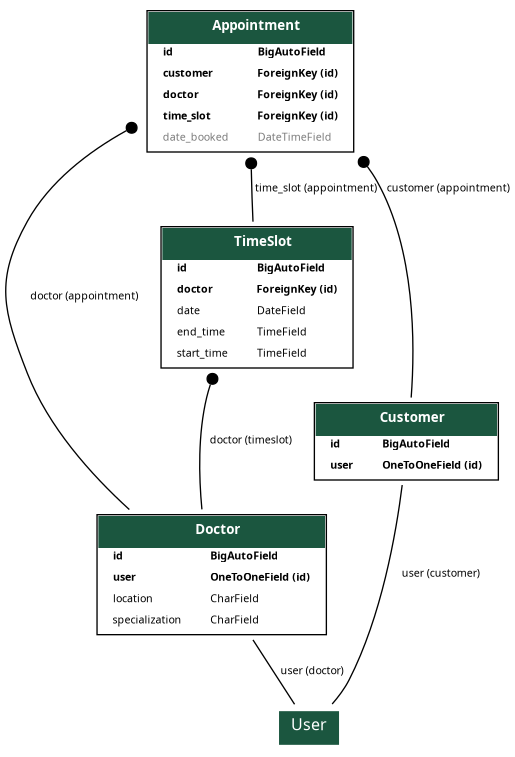 Appointment
id BigAutoField
customer ForeignKey (id)
doctor ForeignKey (id)
time_slot ForeignKey (id)
date_booked DateTimeField
time_slot (appointment)
customer (appointment)
TimeSlot
id BigAutoField
doctor ForeignKey (id)
date DateField
end_time TimeField
start_time TimeField
doctor (appointment)
Customer
id BigAutoField
user OneToOneField (id)
doctor (timeslot)
Doctor
id BigAutoField
user OneToOneField (id)
location CharField
specialization CharField
user (customer)
user (doctor)
User